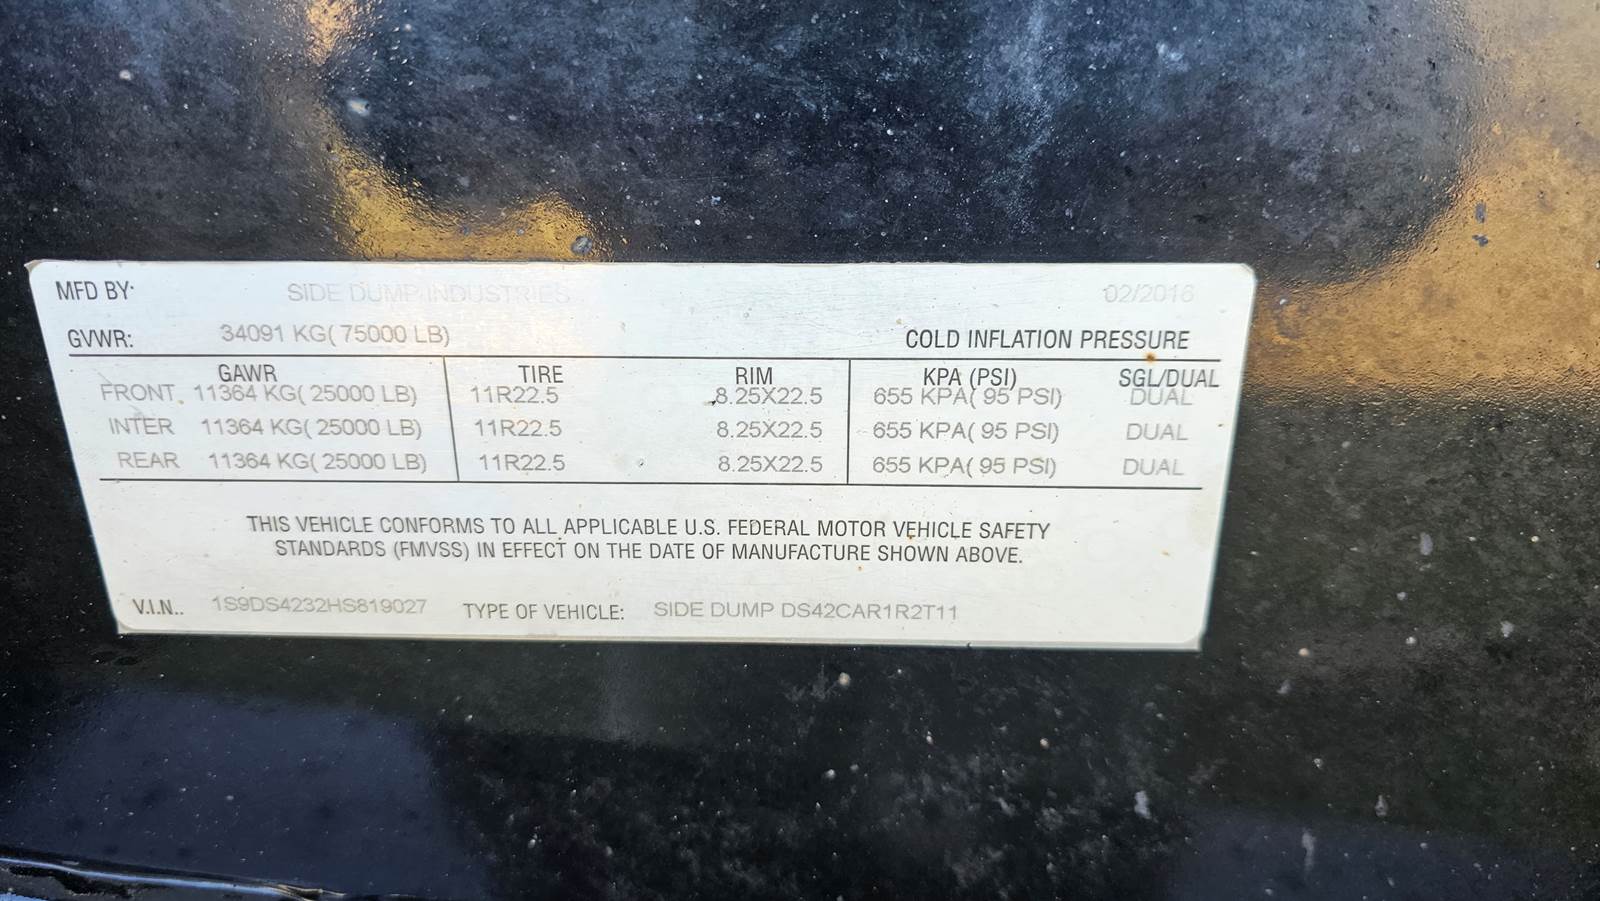 MFD BY: SIDE DUMP INDUSTRIES 02/2016
GVWR: 34091 KG( 75000 LB) COLD INFLATION PRESSURE
GAWR TIRE RIM KPA (PSI) SGL/DUAL
FRONT 11364 KG( 25000 LB) 11R22.5 8.25X22.5 655 KPA( 95 PSI) DUAL
INTER 11364 KG( 25000 LB) 11R22.5 8.25X22.5 655 KPA( 95 PSI) DUAL
REAR 11364 KG( 25000 LB) 11R22.5 8.25X22.5 655 KPA( 95 PSI) DUAL
THIS VEHICLE CONFORMS TO ALL APPLICABLE U.S. FEDERAL MOTOR VEHICLE SAFETY
STANDARDS (FMVSS) IN EFFECT ON THE DATE OF MANUFACTURE SHOWN ABOVE.
V.I.N.: 1S9DS4232HS819027 TYPE OF VEHICLE: SIDE DUMP DS42CAR1R2T11